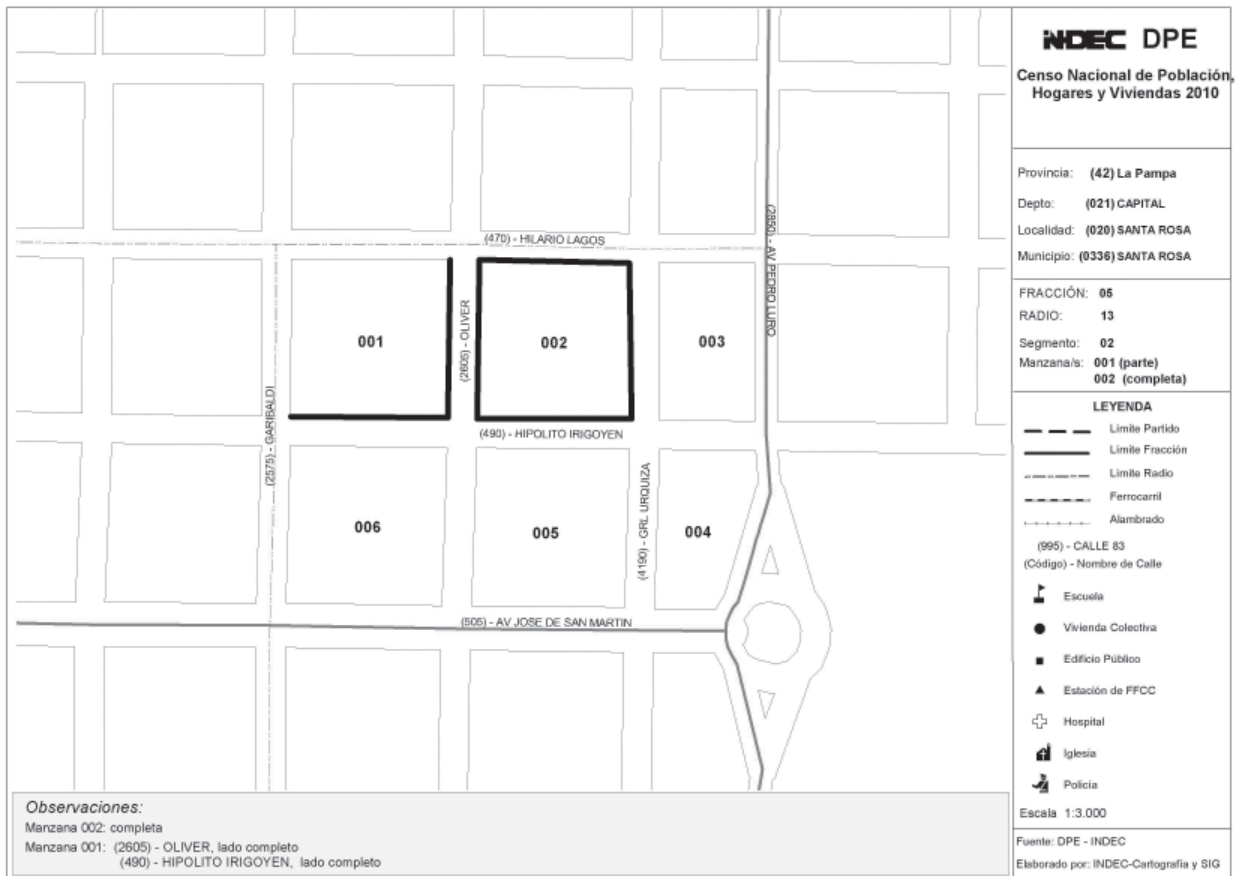 (470) - HILARIO LAGOS
(2850) - AV PEDRO LURO
(2605) - OLIVER
001
002
003
(2575) - GARIBALDI
(490) - HIPOLITO IRIGOYEN
(4190) - GRL URQUIZA
006
005
004
(505) - AV JOSE DE SAN MARTIN
Observaciones:
Manzana 002: completa
Manzana 001: (2605) - OLIVER, lado completo
(490) - HIPOLITO IRIGOYEN, lado completo
INDEC DPE
Censo Nacional de Población,
Hogares y Viviendas 2010
Provincia: (42) La Pampa
Depto: (021) CAPITAL
Localidad: (020) SANTA ROSA
Municipio: (0336) SANTA ROSA
FRACCIÓN: 05
RADIO: 13
Segmento: 02
Manzana/s: 001 (parte)
002 (completa)
LEYENDA
Limite Partido
Limite Fracción
Limite Radio
Ferrocarril
Alambrado
(995) - CALLE 83
(Código) - Nombre de Calle
Escuela
Vivienda Colectiva
Edificio Público
Estación de FFCC
Hospital
Iglesia
Policia
Escala 1:3.000
Fuente: DPE - INDEC
Elaborado por: INDEC-Cartografia y SIG